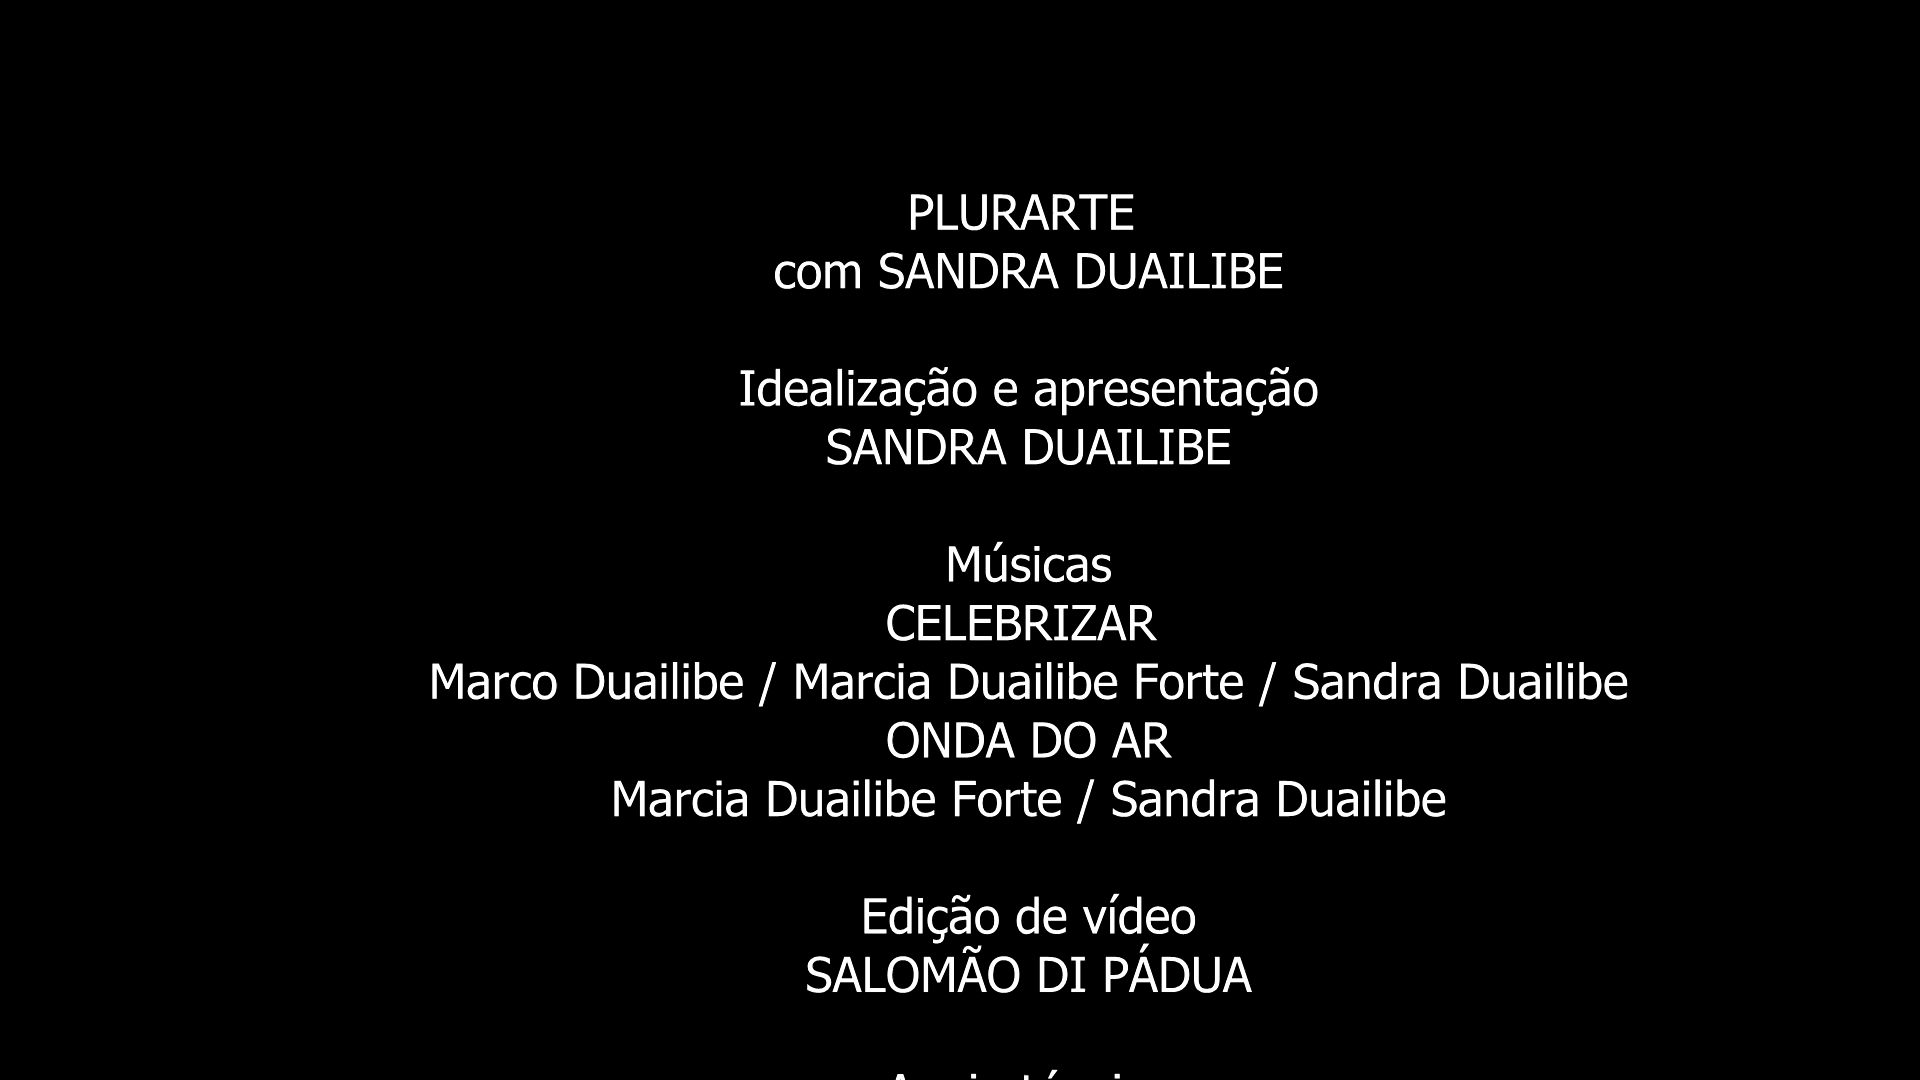 PLURARTE
com SANDRA DUAILIBE
Idealização e apresentação
SANDRA DUAILIBE
Músicas
CELEBRIZAR
Marco Duailibe / Marcia Duailibe Forte / Sandra Duailibe
ONDA DO AR
Marcia Duailibe Forte / Sandra Duailibe
Edição de vídeo
SALOMÃO DI PÁDUA